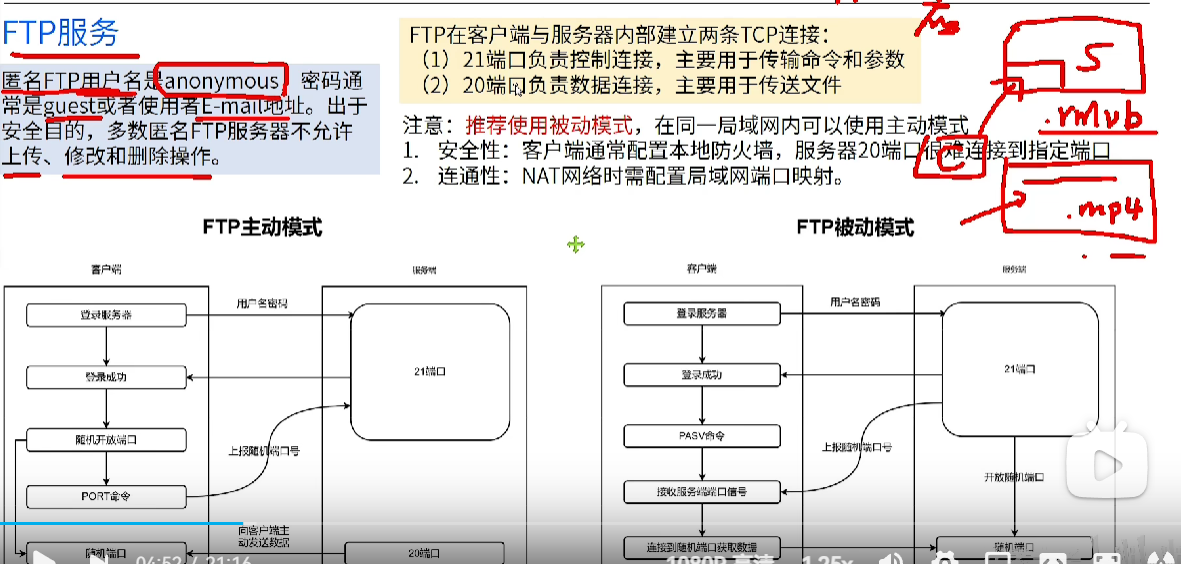 FTP服务
匿名FTP用户名是anonymous，密码通
常是guest或者使用者E-mail地址。出于
安全目的，多数匿名FTP服务器不允许
上传、修改和删除操作。
FTP在客户端与服务器内部建立两条TCP连接：
（1）21端口负责控制连接，主要用于传输命令和参数
（2）20端口负责数据连接，主要用于传送文件
注意：推荐使用被动模式，在同一局域网内可以使用主动模式
1. 安全性：客户端通常配置本地防火墙，服务器20端口很难连接到指定端口
2. 连通性：NAT网络时需配置局域网端口映射。
S
.rmvb
C
.mp4
FTP主动模式
客户端
服务端
登录服务器
用户名密码
登录成功
21端口
随机开放端口
上报随机端口号
PORT命令
向客户端主
动发送数据
随机端口
20端口
FTP被动模式
客户端
服务端
登录服务器
用户名密码
登录成功
21端口
PASV命令
上报随机端口号
接收服务端端口信号
开放随机端口
连接到随机端口获取数据
随机端口
04:52 / 21:16
1080P 高清
1.25x